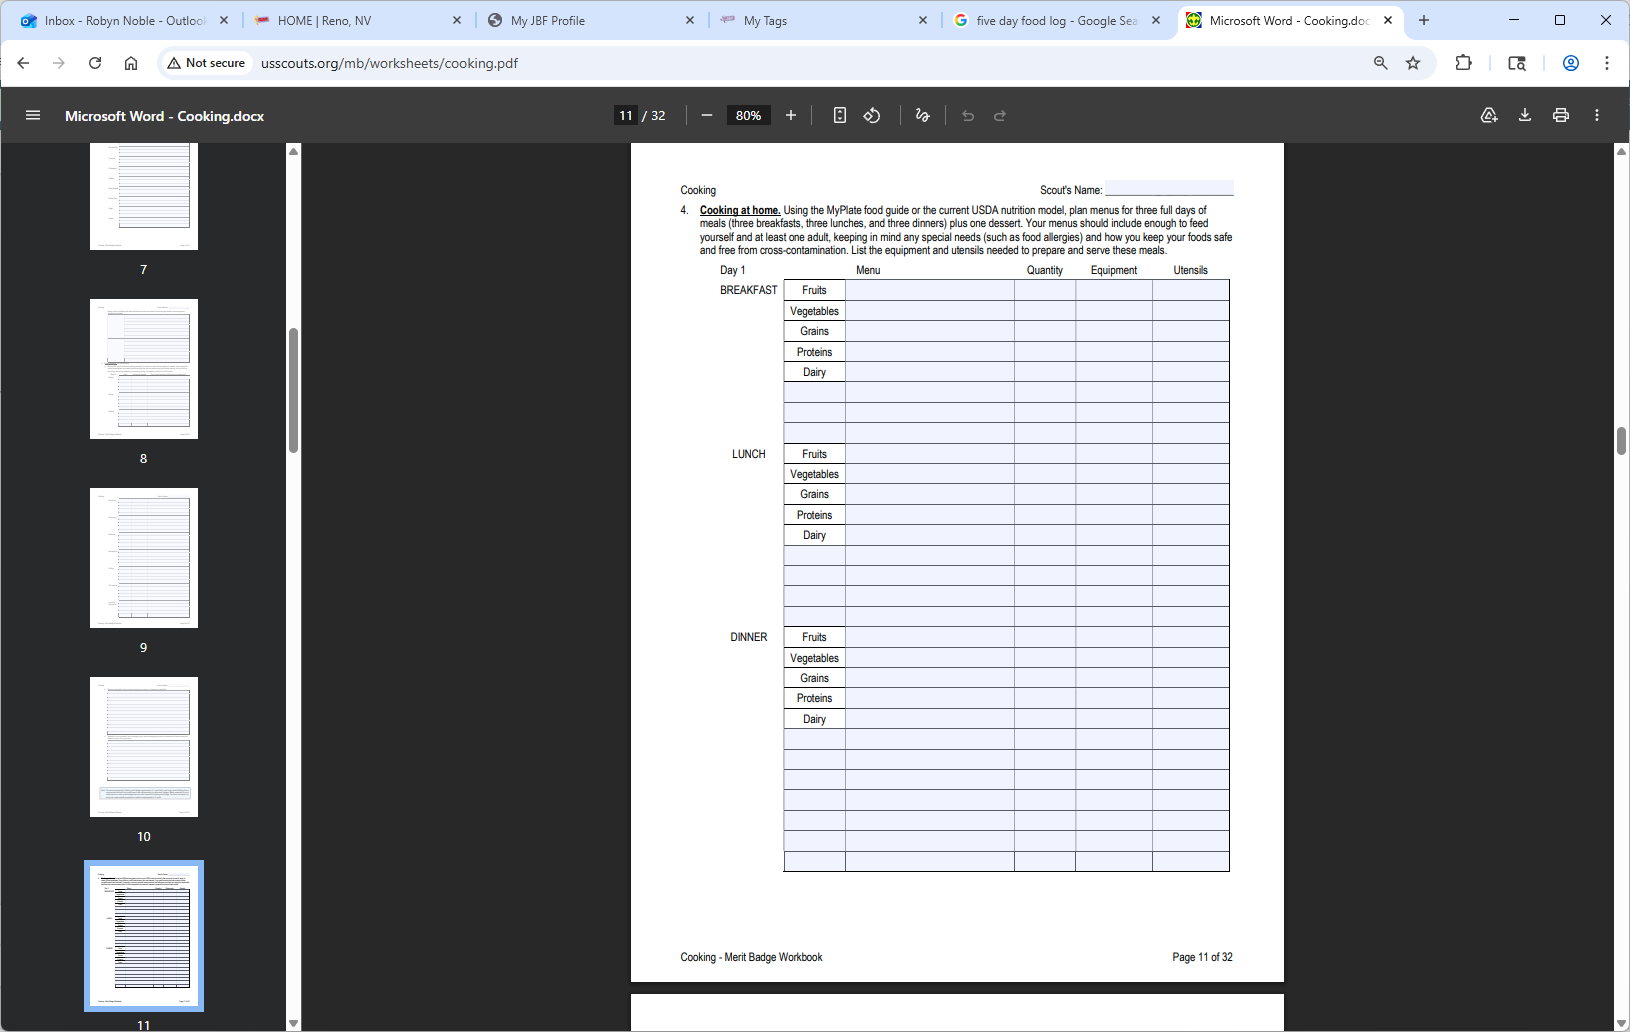 Inbox - Robyn Noble - Outlook
HOME | Reno, NV
My JBF Profile
My Tags
five day food log - Google Sea
Microsoft Word - Cooking.doc
Not secure
usscouts.org/mb/worksheets/cooking.pdf
Microsoft Word - Cooking.docx
11 / 32
80%
7
8
9
10
11
Cooking
Scout's Name:
4. Cooking at home. Using the MyPlate food guide or the current USDA nutrition model, plan menus for three full days of
meals (three breakfasts, three lunches, and three dinners) plus one dessert. Your menus should include enough to feed
yourself and at least one adult, keeping in mind any special needs (such as food allergies) and how you keep your foods safe
and free from cross-contamination. List the equipment and utensils needed to prepare and serve these meals.
Day 1 Menu Quantity Equipment Utensils
BREAKFAST Fruits
Vegetables
Grains
Proteins
Dairy
LUNCH Fruits
Vegetables
Grains
Proteins
Dairy
DINNER Fruits
Vegetables
Grains
Proteins
Dairy
Cooking - Merit Badge Workbook
Page 11 of 32